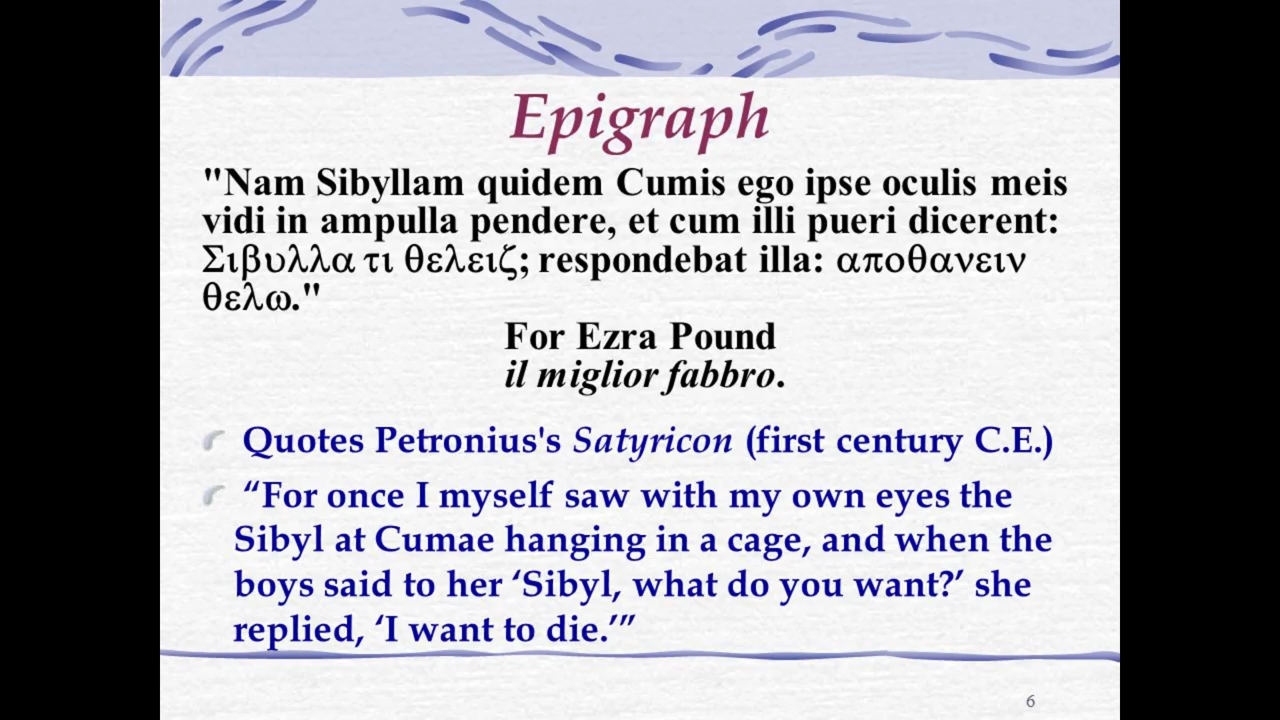 Epigraph
"Nam Sibyllam quidem Cumis ego ipse oculis meis
vidi in ampulla pendere, et cum illi pueri dicerent:
Σιβυλλα τι θελειζ; respondebat illa: αποθανειν
θελω."
For Ezra Pound
il miglior fabbro.
Quotes Petronius's Satyricon (first century C.E.)
“For once I myself saw with my own eyes the
Sibyl at Cumae hanging in a cage, and when the
boys said to her ‘Sibyl, what do you want?’ she
replied, ‘I want to die.’”
6